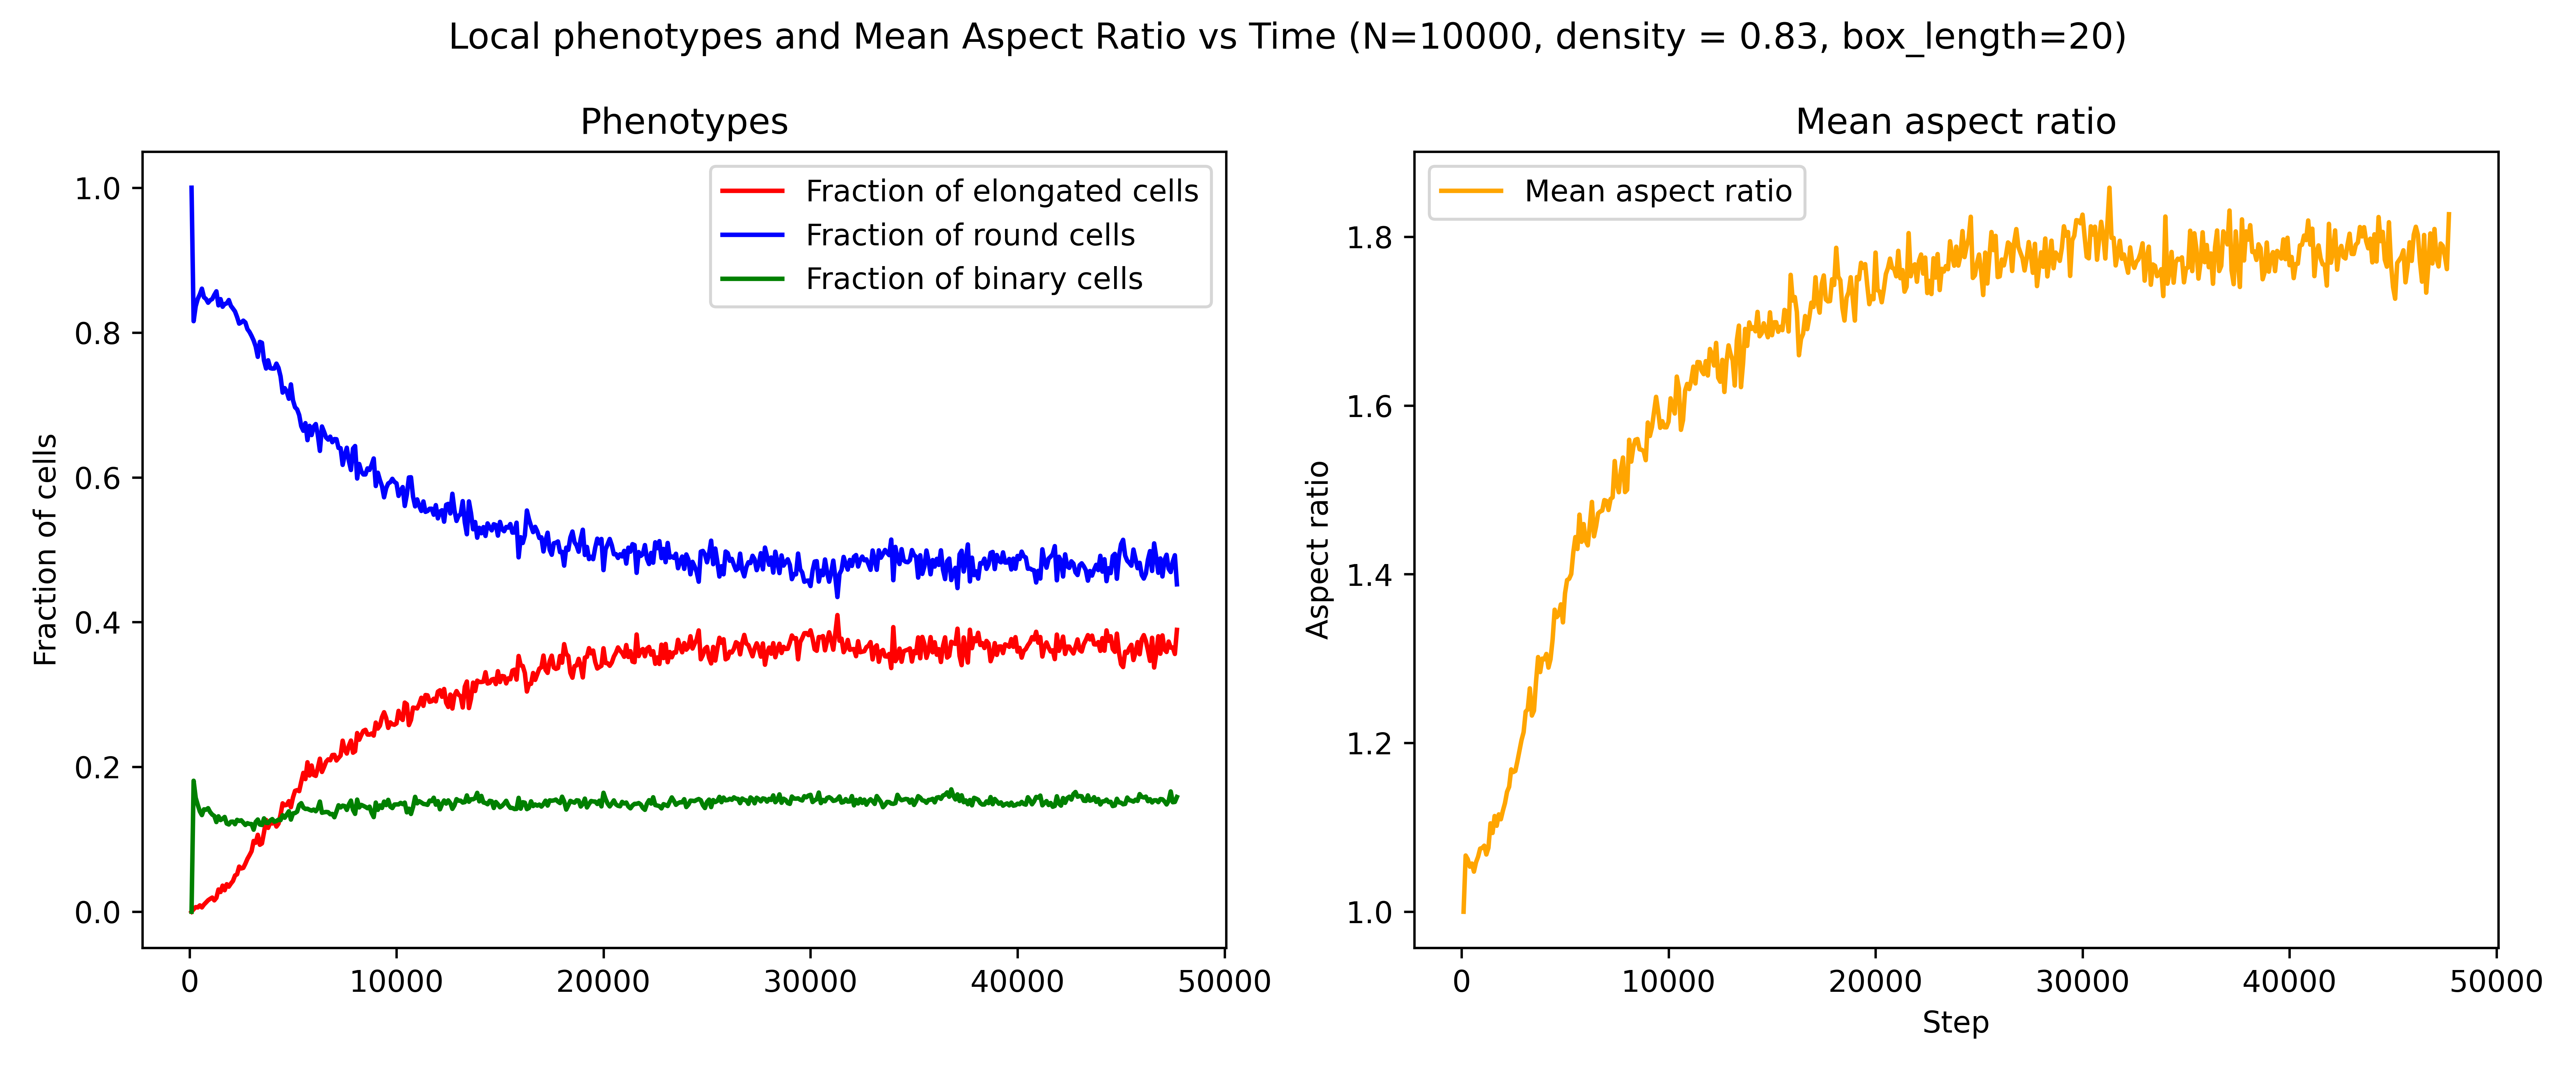 Local phenotypes and Mean Aspect Ratio vs Time (N=10000, density = 0.83, box_length=20)
Phenotypes
Fraction of cells
1.0
0.8
0.6
0.4
0.2
0.0
0
10000
20000
30000
40000
50000
Fraction of elongated cells
Fraction of round cells
Fraction of binary cells
Mean aspect ratio
Aspect ratio
1.8
1.6
1.4
1.2
1.0
0
10000
20000
30000
40000
50000
Step
Mean aspect ratio